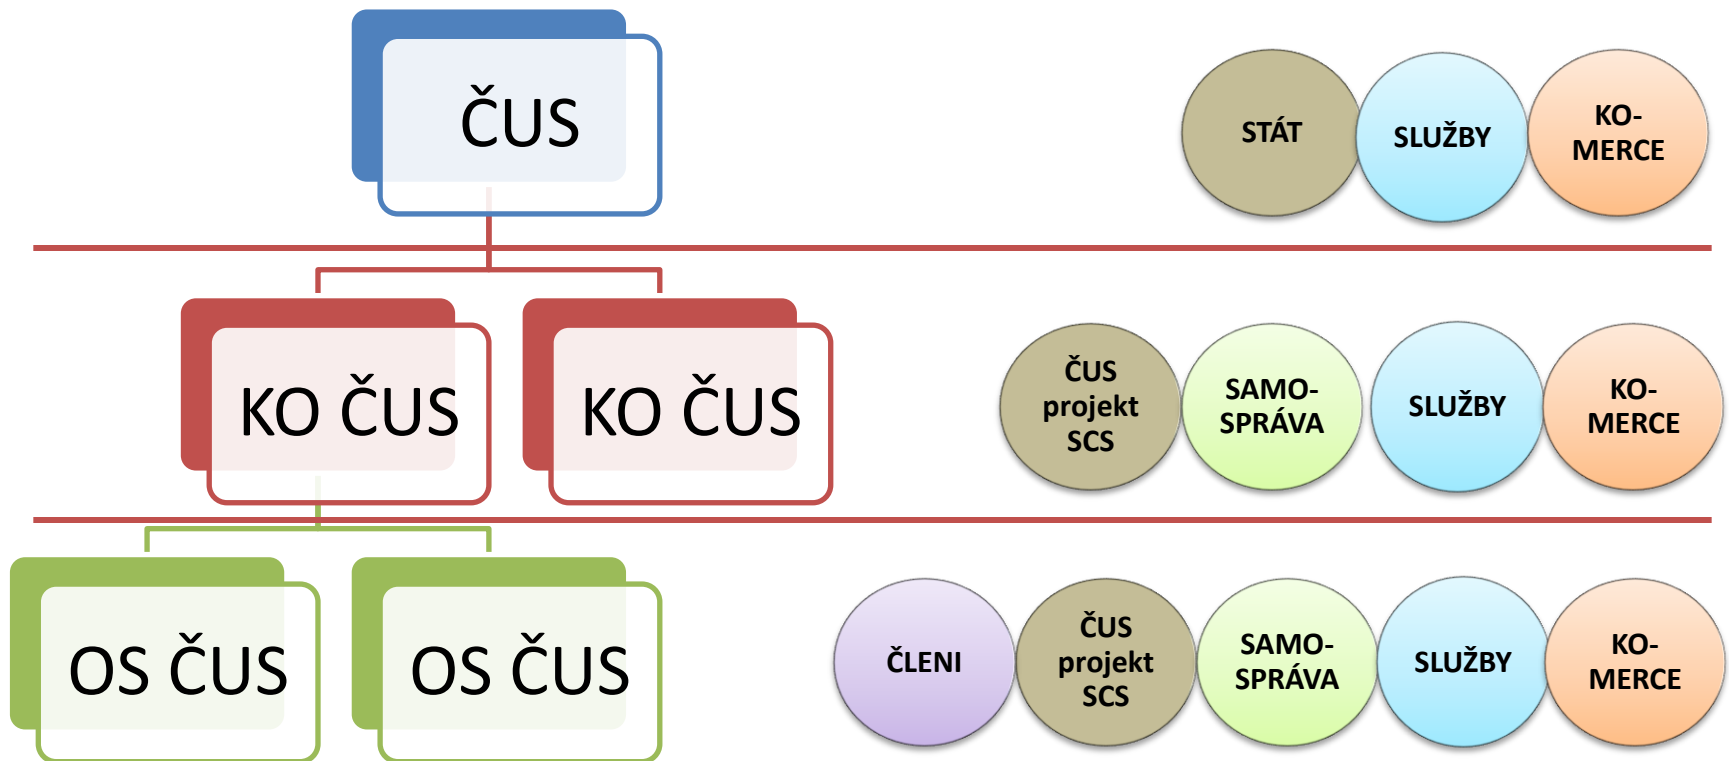 ČUS
STÁT
SLUŽBY
KO-
MERCE
KO ČUS
KO ČUS
ČUS
projekt
SCS
SAMO-
SPRÁVA
SLUŽBY
KO-
MERCE
OS ČUS
OS ČUS
ČLENI
ČUS
projekt
SCS
SAMO-
SPRÁVA
SLUŽBY
KO-
MERCE